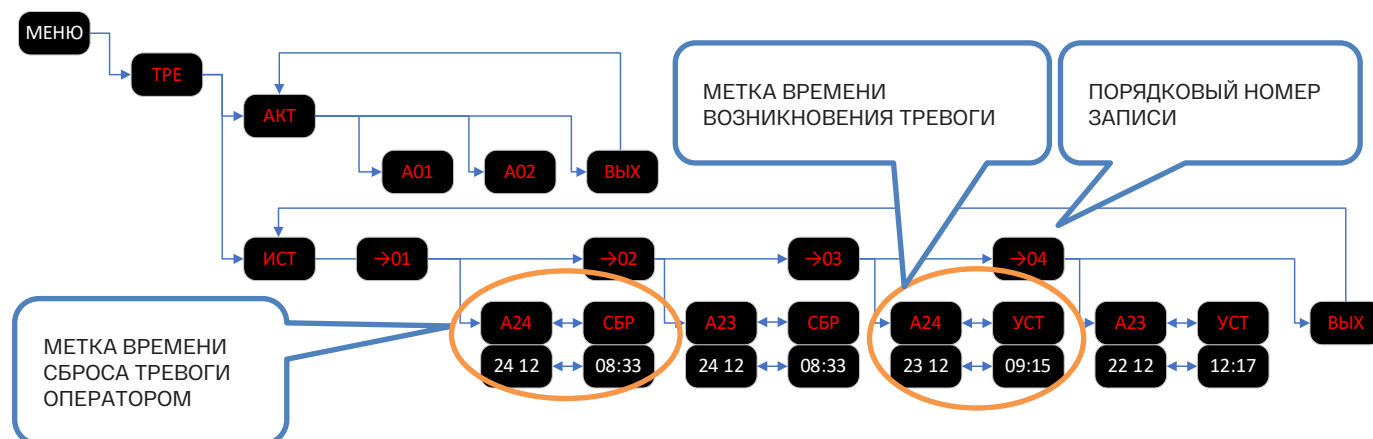 МЕНЮ
ТРЕ
АКТ
А01
А02
ВЫХ
МЕТКА ВРЕМЕНИ
ВОЗНИКНОВЕНИЯ ТРЕВОГИ
ПОРЯДКОВЫЙ НОМЕР
ЗАПИСИ
ИСТ
→01
→02
→03
→04
А24
СБР
А23
СБР
А24
УСТ
А23
УСТ
ВЫХ
24 12
08:33
24 12
08:33
23 12
09:15
22 12
12:17
МЕТКА ВРЕМЕНИ
СБРОСА ТРЕВОГИ
ОПЕРАТОРОМ